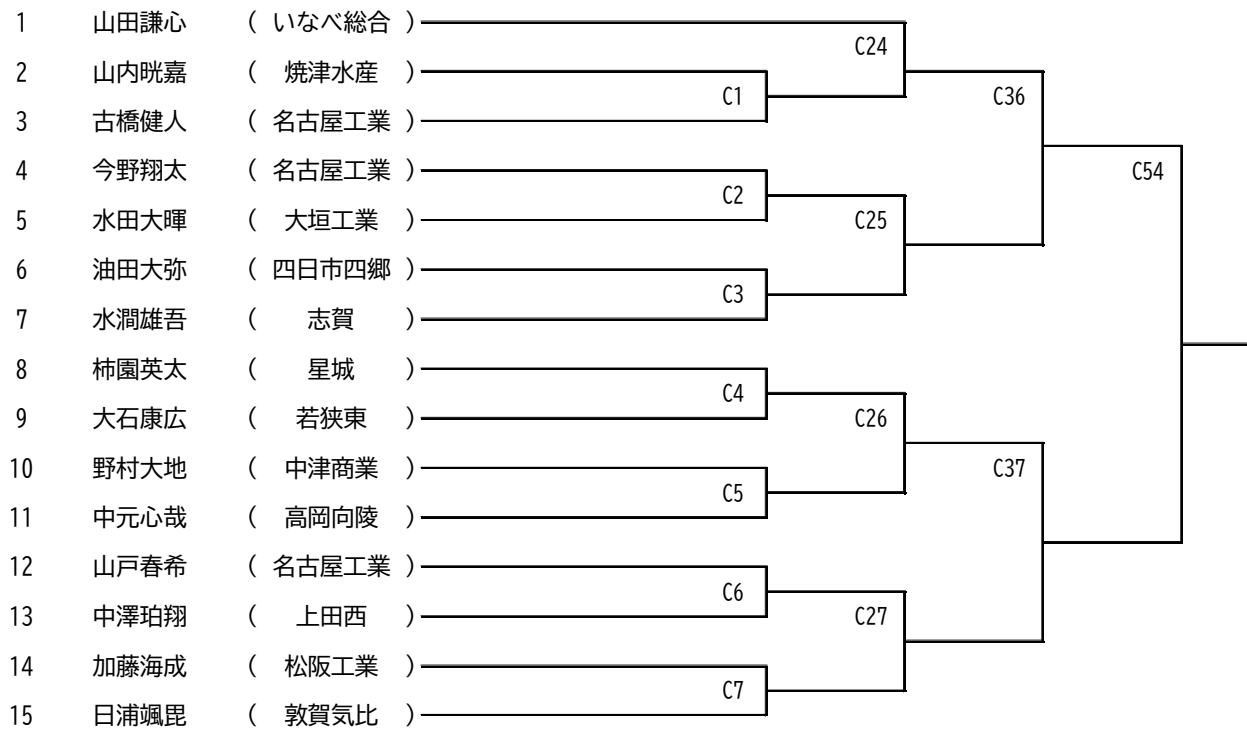 1 山田謙心 ( いなべ総合 )
C24
2 山内晄嘉 ( 焼津水産 )
C1 C36
3 古橋健人 ( 名古屋工業 )
4 今野翔太 ( 名古屋工業 )
C54
C2
5 水田大暉 ( 大垣工業 )
C25
6 油田大弥 ( 四日市四郷 )
C3
7 水澗雄吾 ( 志賀 )
8 柿園英太 ( 星城 )
C4
9 大石康広 ( 若狭東 )
C26
10 野村大地 ( 中津商業 )
C37
C5
11 中元心哉 ( 高岡向陵 )
12 山戸春希 ( 名古屋工業 )
C6
13 中澤珀翔 ( 上田西 )
C27
14 加藤海成 ( 松阪工業 )
C7
15 日浦颯毘 ( 敦賀気比 )